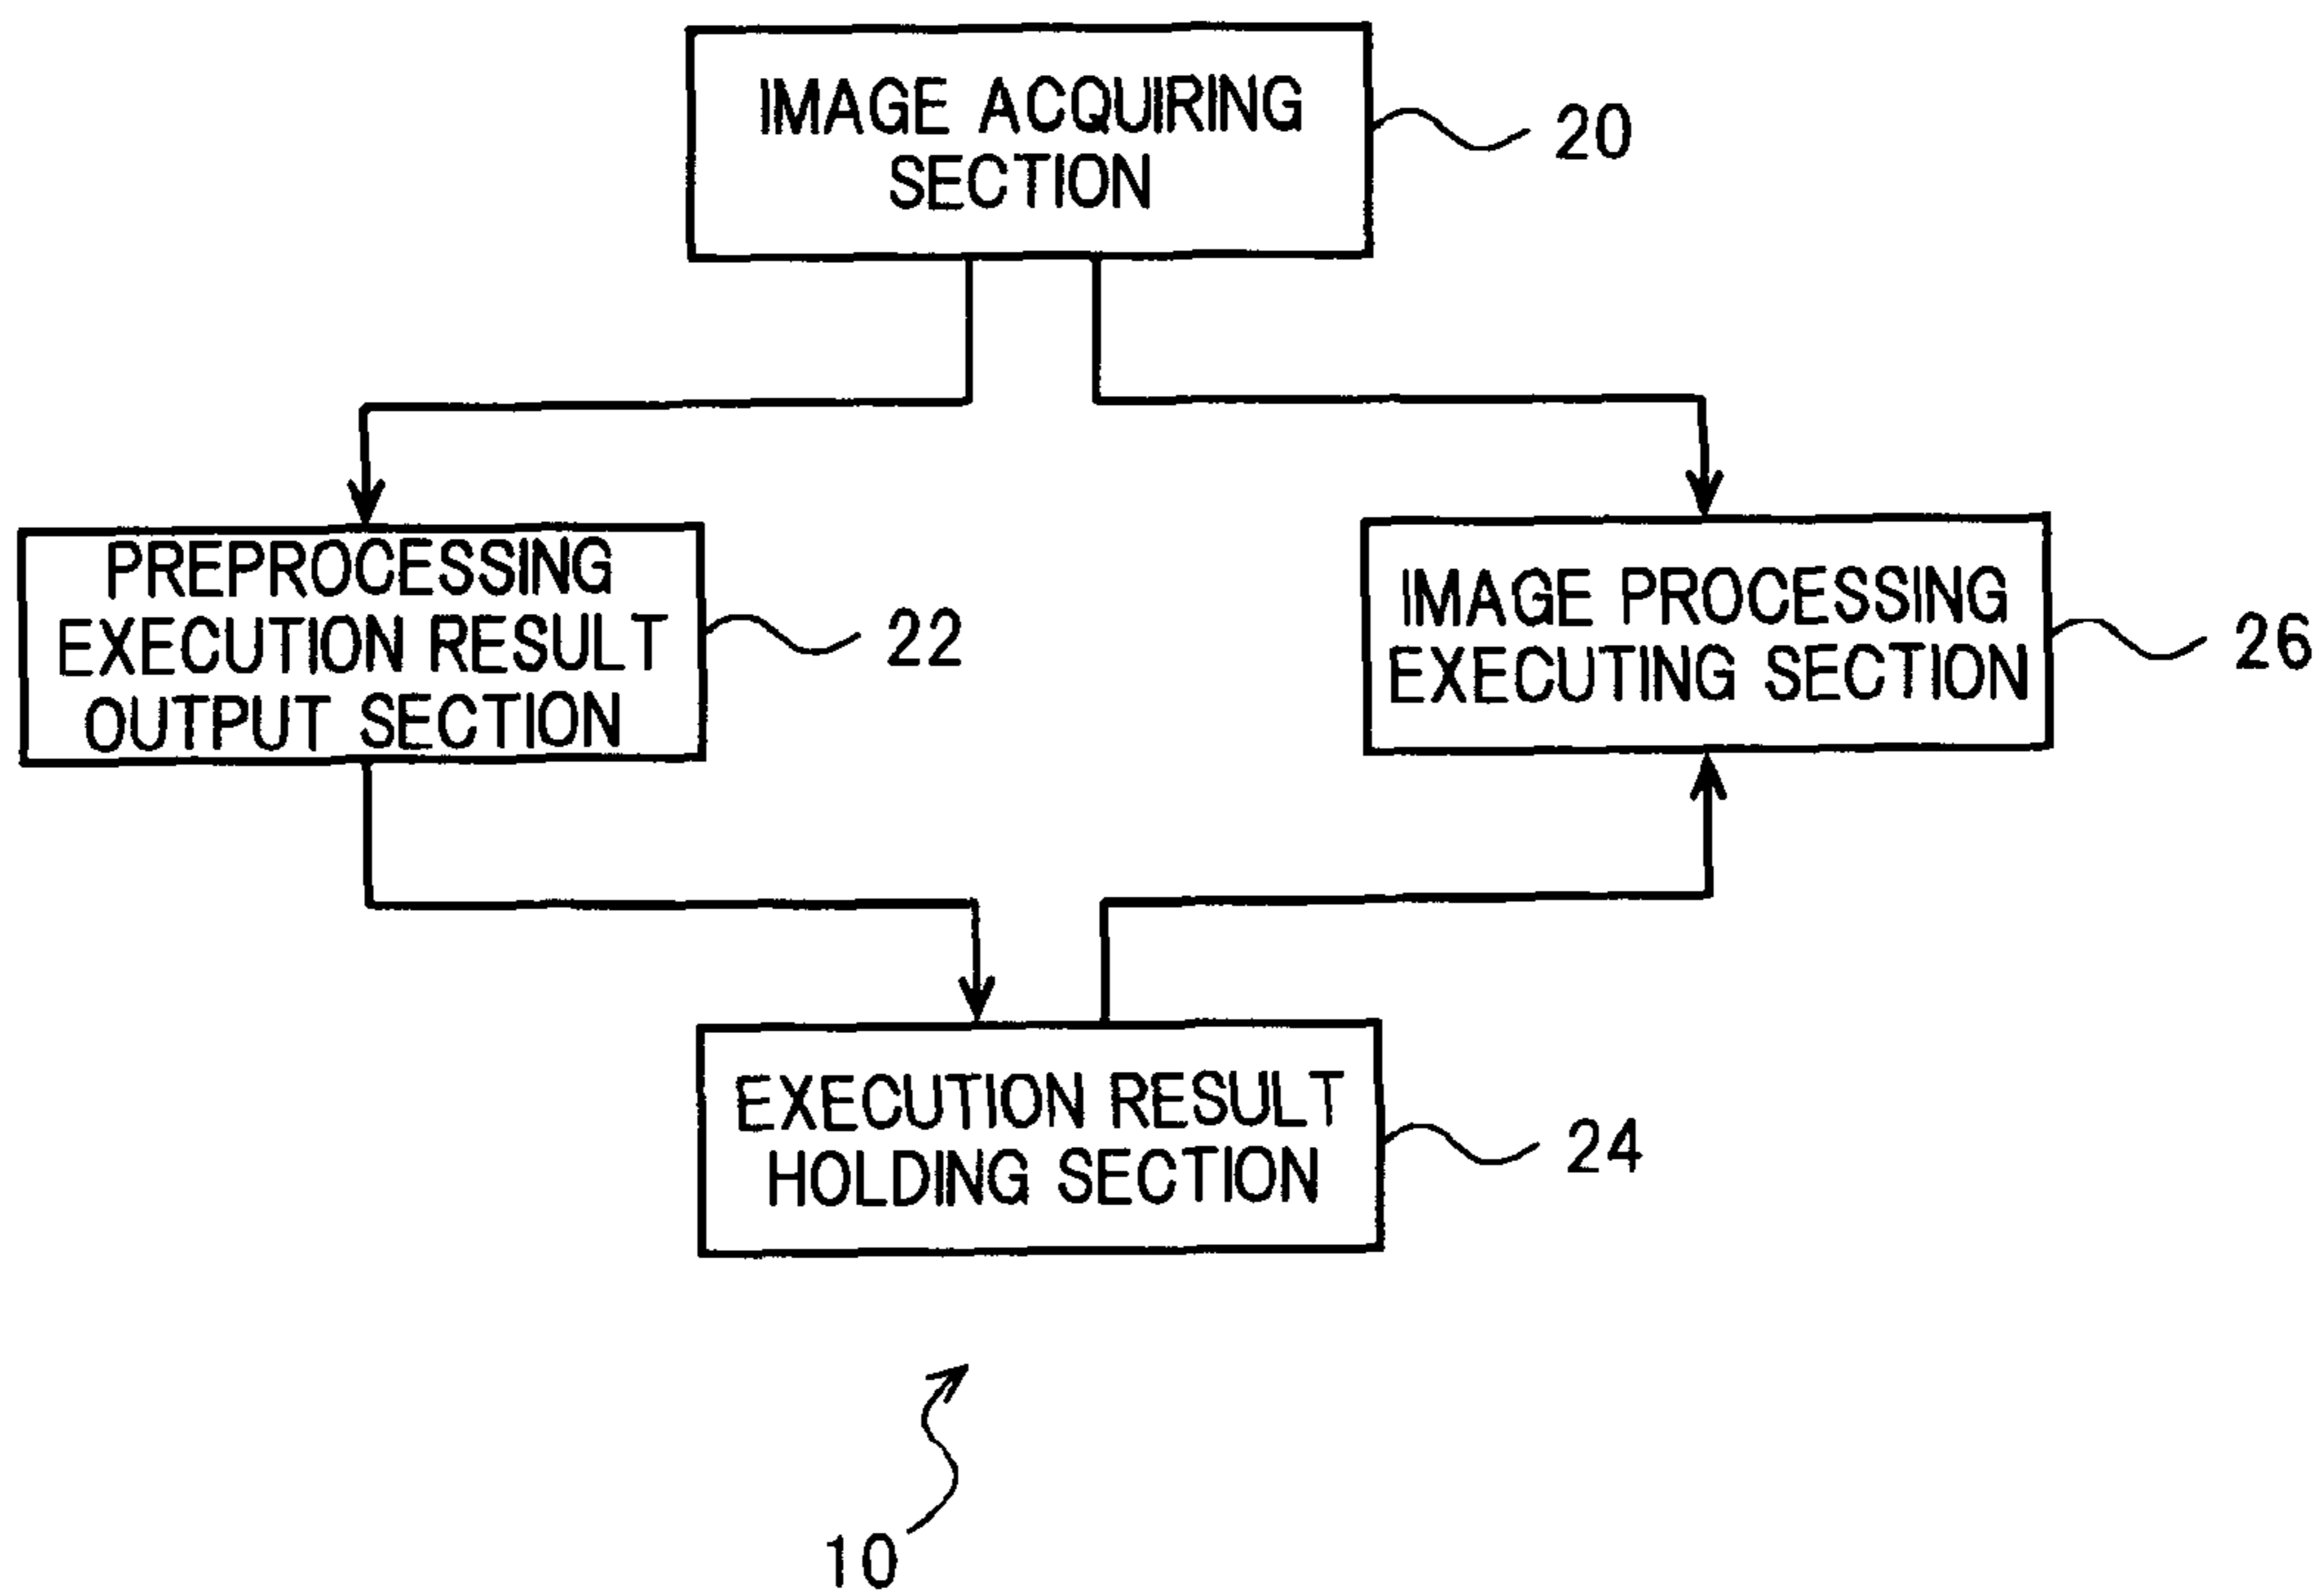 IMAGE ACQUIRING
SECTION
20
PREPROCESSING
EXECUTION RESULT
OUTPUT SECTION
22
IMAGE PROCESSING
EXECUTING SECTION
26
EXECUTION RESULT
HOLDING SECTION
24
10